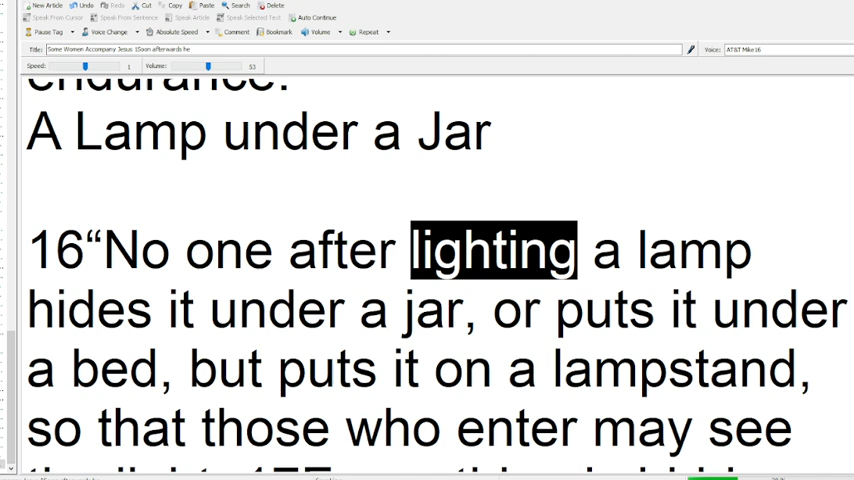 New Article Undo Redo Cut Copy Paste Search Delete
Speak From Cursor Speak From Sentence Speak Article Speak Selected Text Auto Continue
Pause Tag Voice Change Absolute Speed Comment Bookmark Volume Repeat
Title: Some Women Accompany Jesus 1Soon afterwards he Voice: AT&T Mike16
Speed: 1 Volume: 53
endurance.
A Lamp under a Jar
16“No one after lighting a lamp
hides it under a jar, or puts it under
a bed, but puts it on a lampstand,
so that those who enter may see